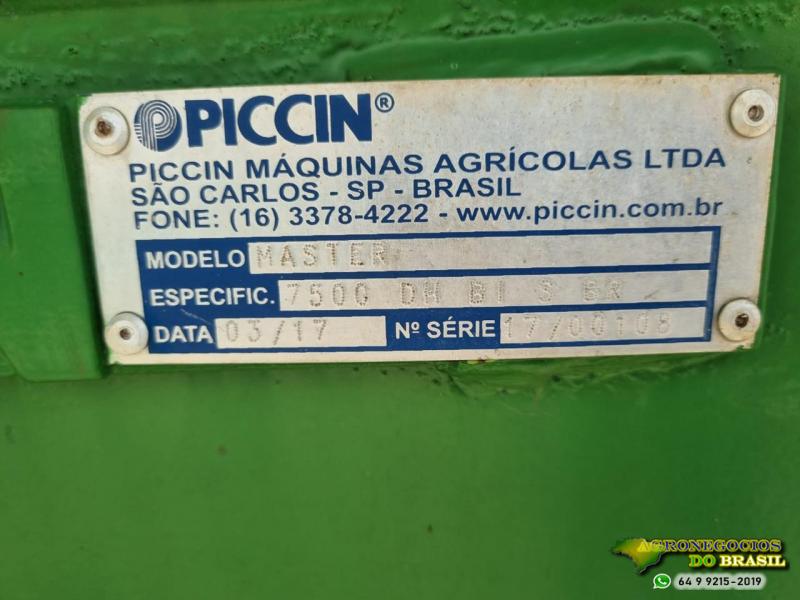 PICCIN®
PICCIN MÁQUINAS AGRÍCOLAS LTDA
SÃO CARLOS - SP - BRASIL
FONE: (16) 3378-4222 - www.piccin.com.br
MODELO MASTER
ESPECIFIC. 7500 DH BI S BR
DATA 03/17 Nº SÉRIE 17/00108
AGRONEGOCIOS
DO BRASIL
64 9 9215-2019